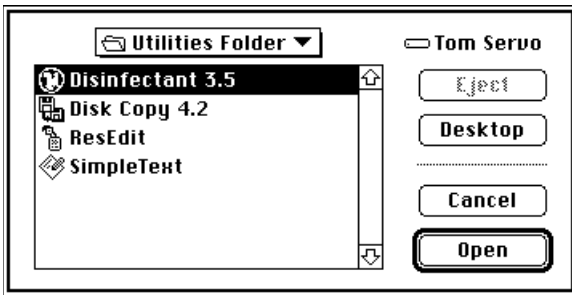 Utilities Folder
Tom Servo
Disinfectant 3.5
Disk Copy 4.2
ResEdit
SimpleText
Eject
Desktop
Cancel
Open